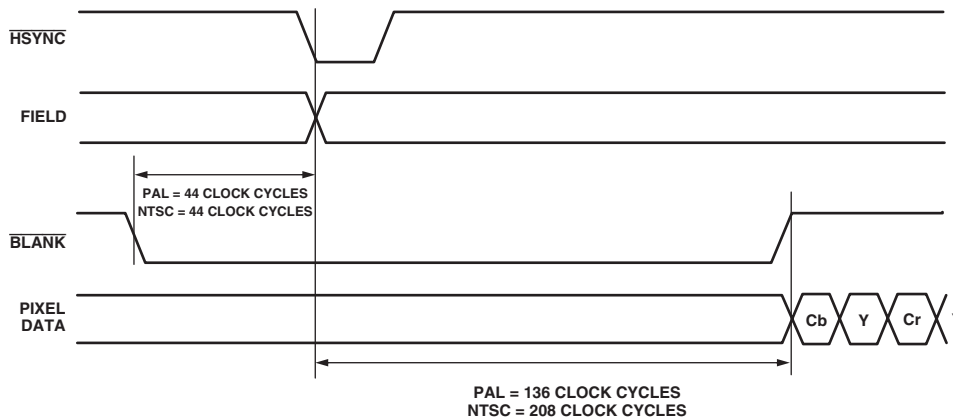 HSYNC
FIELD
PAL = 44 CLOCK CYCLES
NTSC = 44 CLOCK CYCLES
BLANK
PIXEL
DATA
Cb Y Cr
PAL = 136 CLOCK CYCLES
NTSC = 208 CLOCK CYCLES